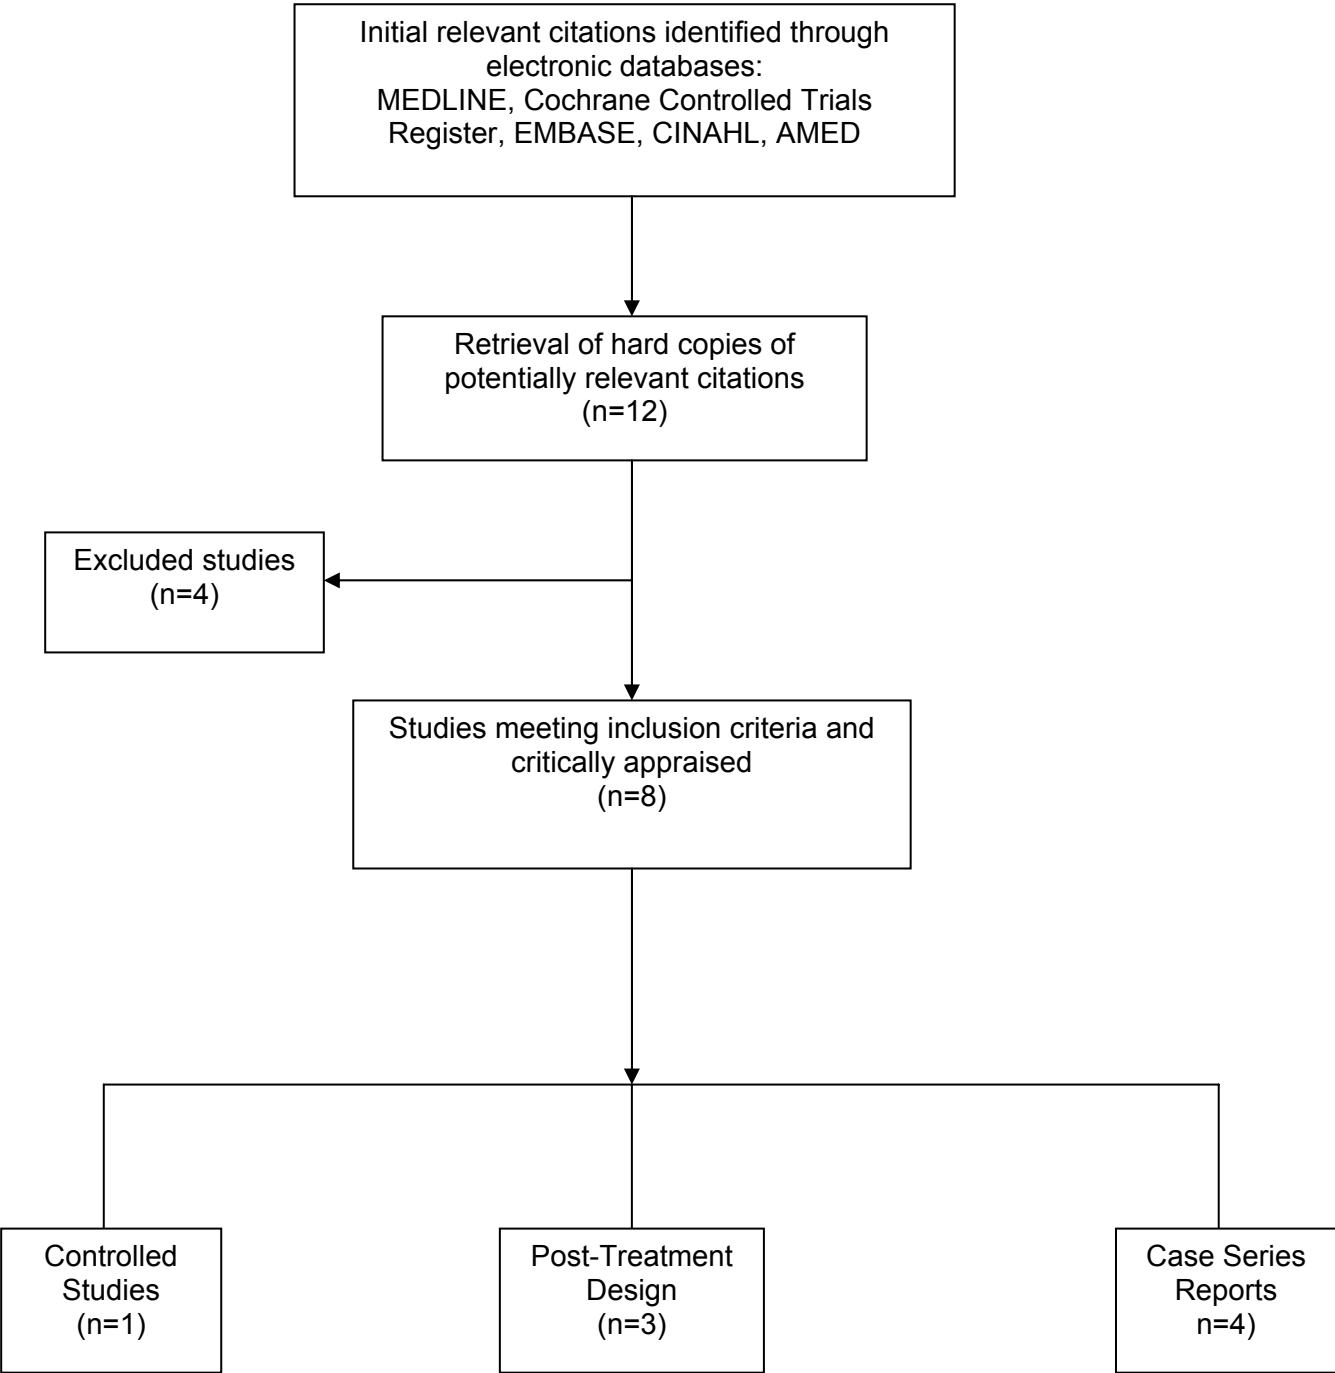 Initial relevant citations identified through
electronic databases:
MEDLINE, Cochrane Controlled Trials
Register, EMBASE, CINAHL, AMED
Retrieval of hard copies of
potentially relevant citations
(n=12)
Excluded studies
(n=4)
Studies meeting inclusion criteria and
critically appraised
(n=8)
Controlled
Studies
(n=1)
Post-Treatment
Design
(n=3)
Case Series
Reports
n=4)